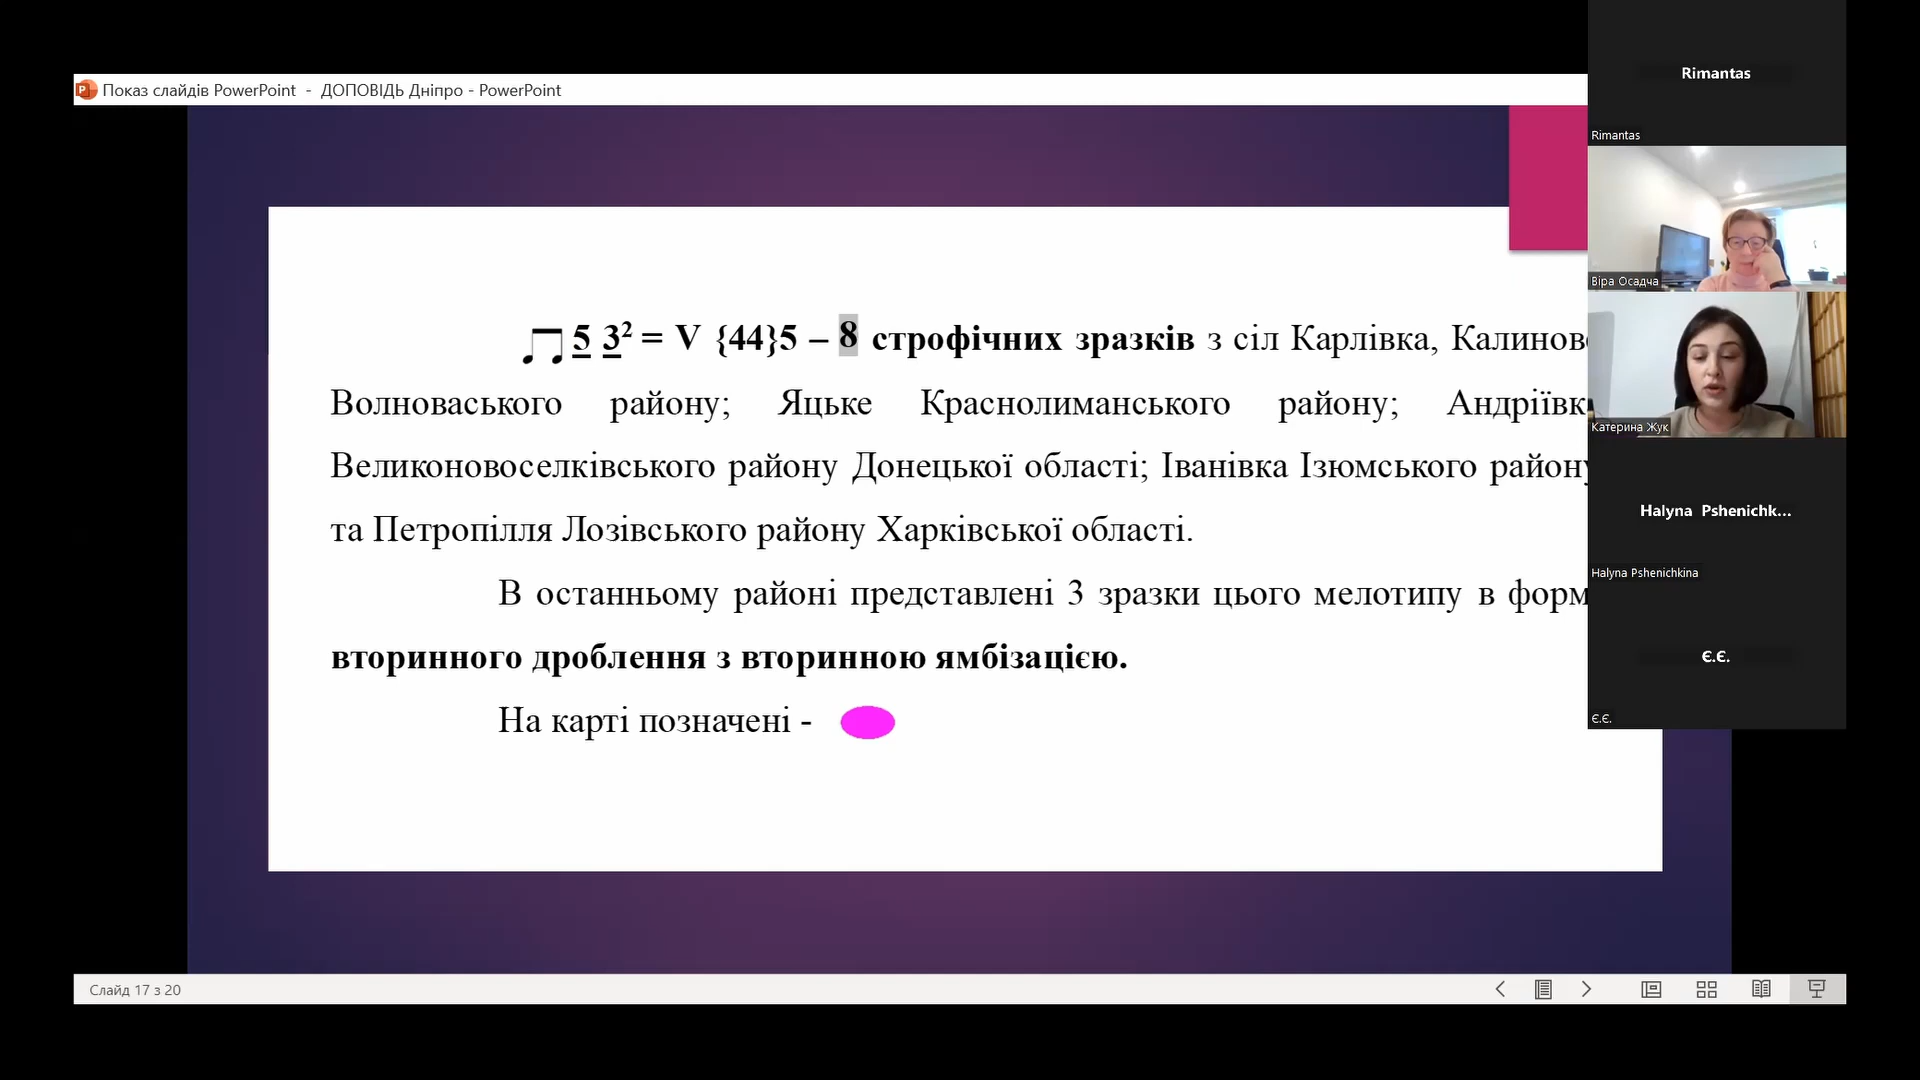 Показ слайдів PowerPoint - ДОПОВІДЬ Дніпро - PowerPoint
5 3² = V {44}5 – 8 строфічних зразків з сіл Карлівка,
Волноваського району; Яцьке Краснолиманського району;
Великоновоселківського району Донецької області; Іванівка Ізюмського району
та Петропілля Лозівського району Харківської області.
В останньому районі представлені 3 зразки цього мелотипу в
вторинного дроблення з вторинною ямбізацією.
На карті позначені -
Слайд 17 з 20
Rimantas
Rimantas
Віра Осадча
Катерина Жук
Halyna Pshenichk...
Halyna Pshenichkina
Є.Є.
Є.Є.